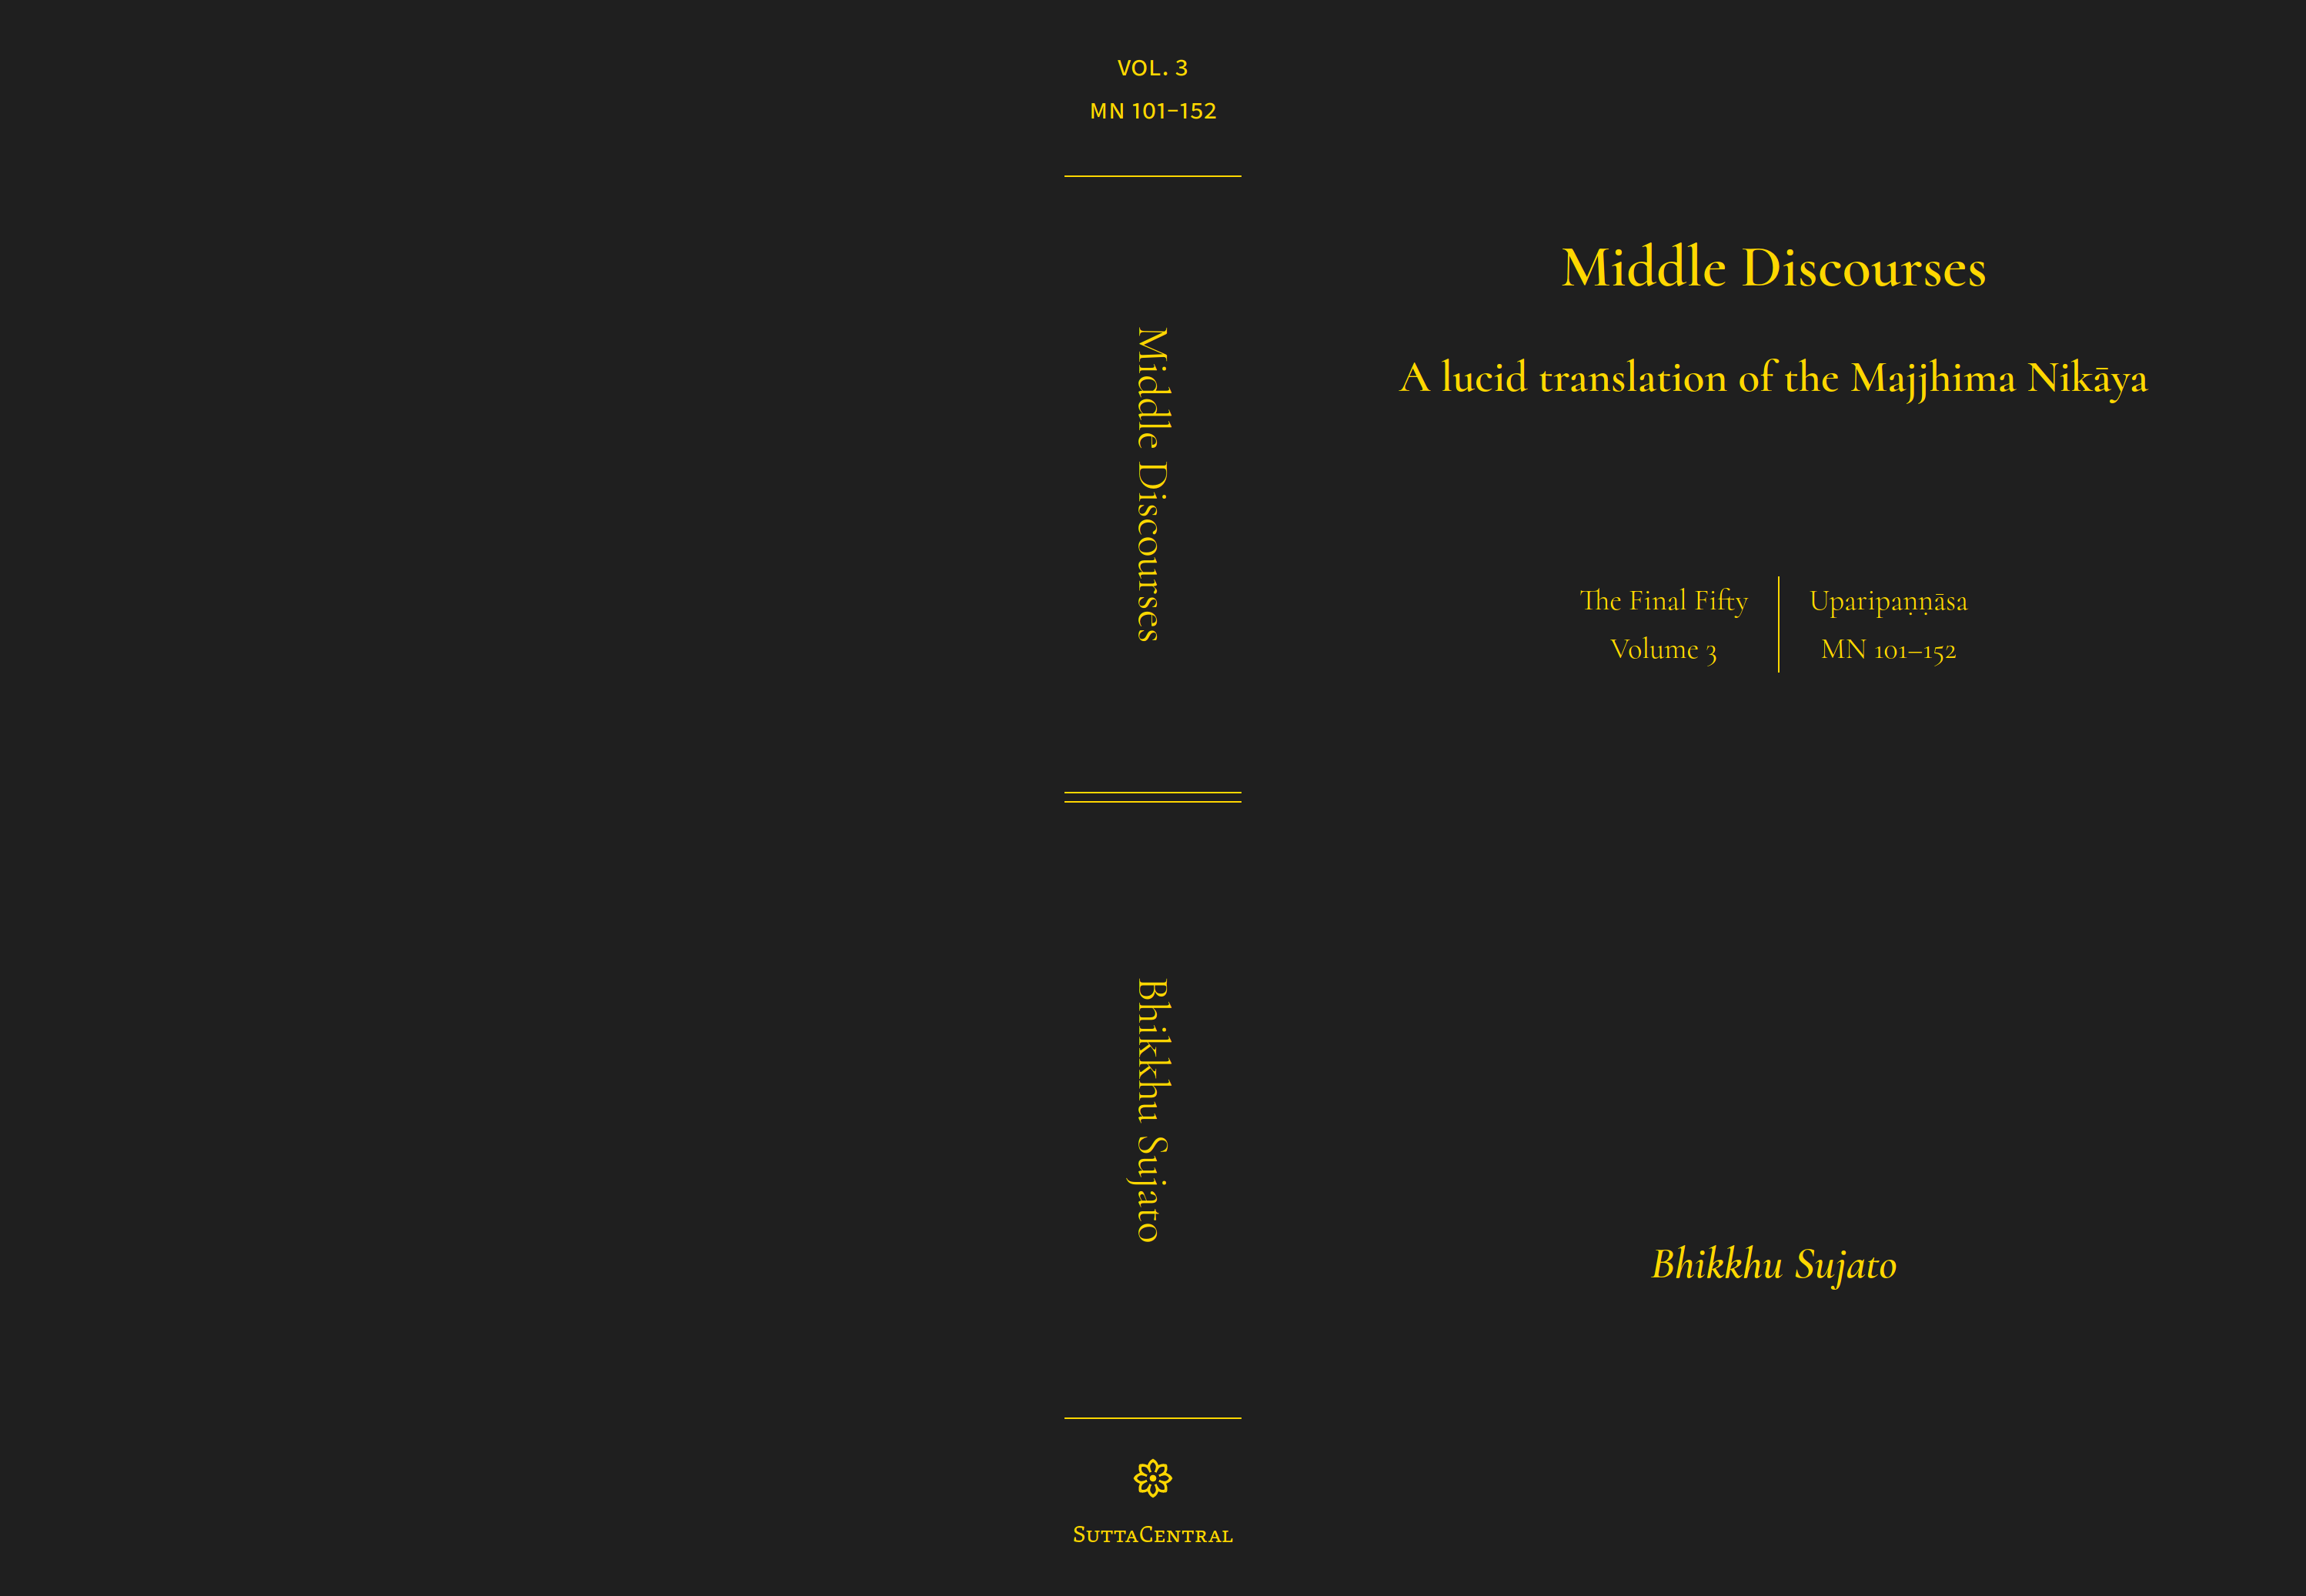 VOL. 3
MN 101–152
Middle Discourses
Bhikkhu Sujato
SUTTACENTRAL
Middle Discourses
A lucid translation of the Majjhima Nikāya
The Final Fifty
Volume 3
Uparipaṇṇāsa
MN 101–152
Bhikkhu Sujato